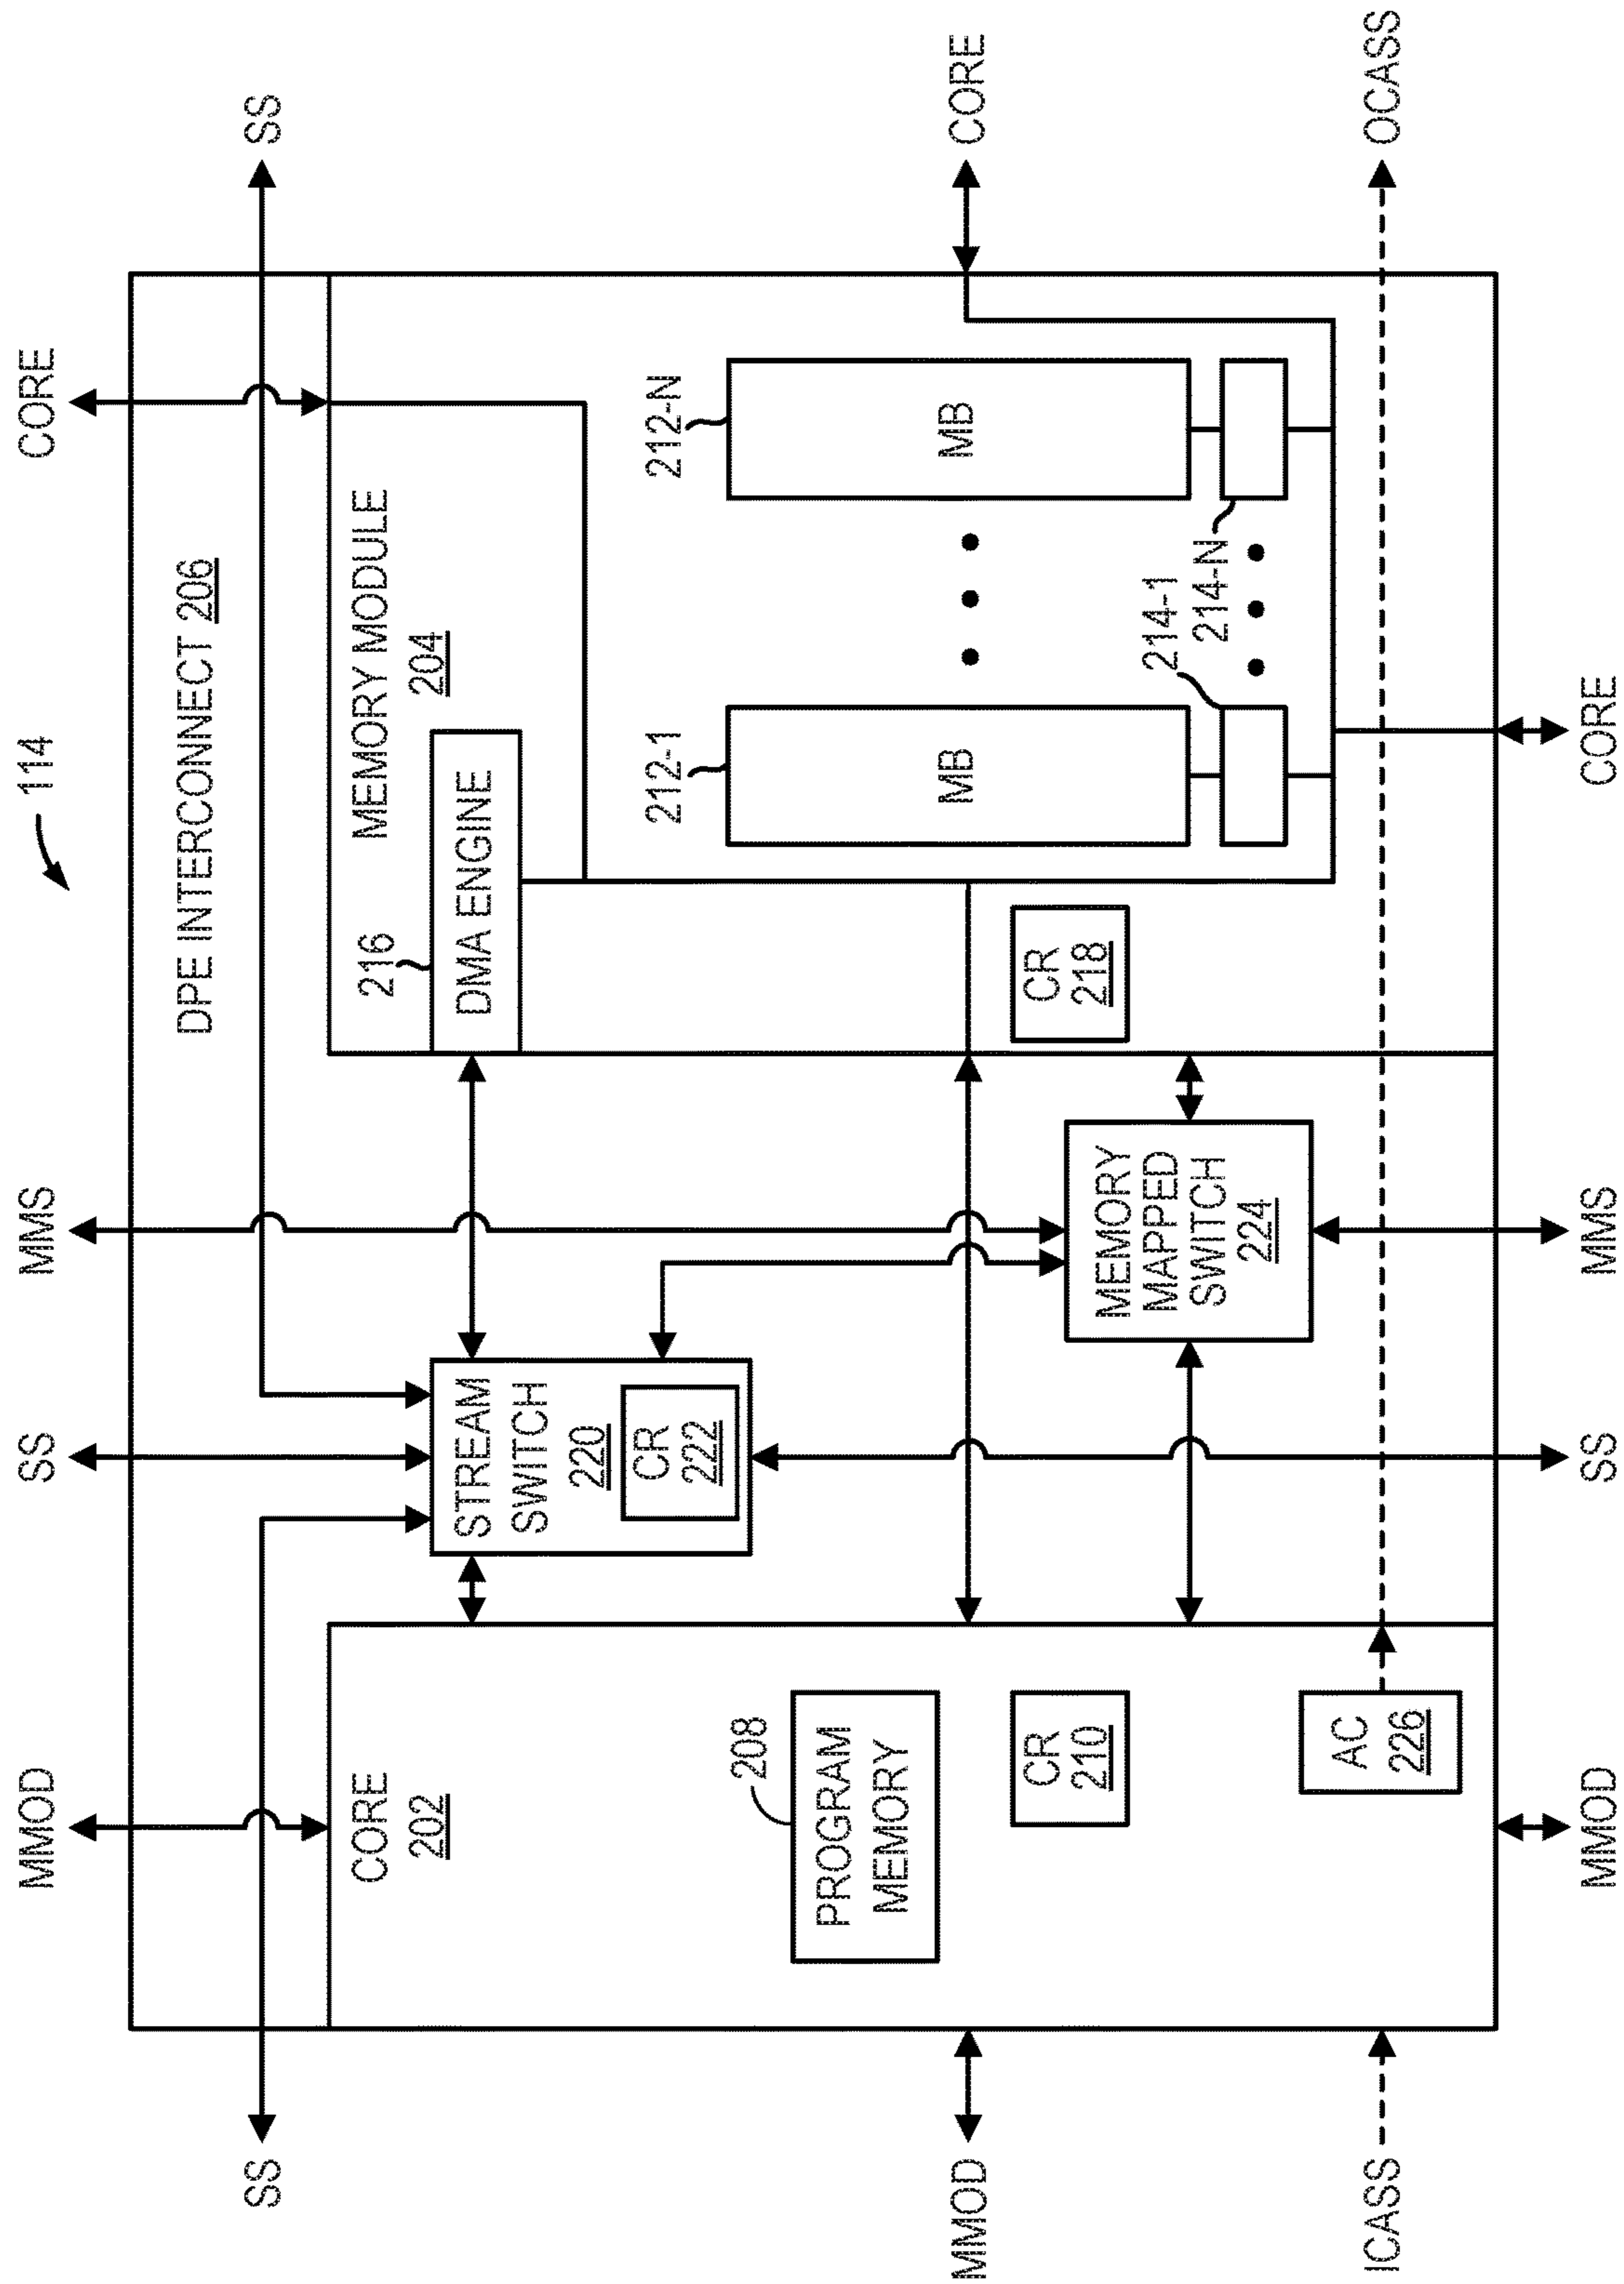 114
MMOD
SS
MMS
CORE
SS
SS
DPE INTERCONNECT 206
CORE
202
STREAM
SWITCH
220
CR
222
216
DMA ENGINE
MEMORY MODULE
204
208
PROGRAM
MEMORY
212-1
MB
212-N
MB
MMOD
CORE
CR
210
CR
218
MEMORY
MAPPED
SWITCH
224
214-1
214-N
AC
226
ICASS
OCASS
MMOD
SS
MMS
CORE